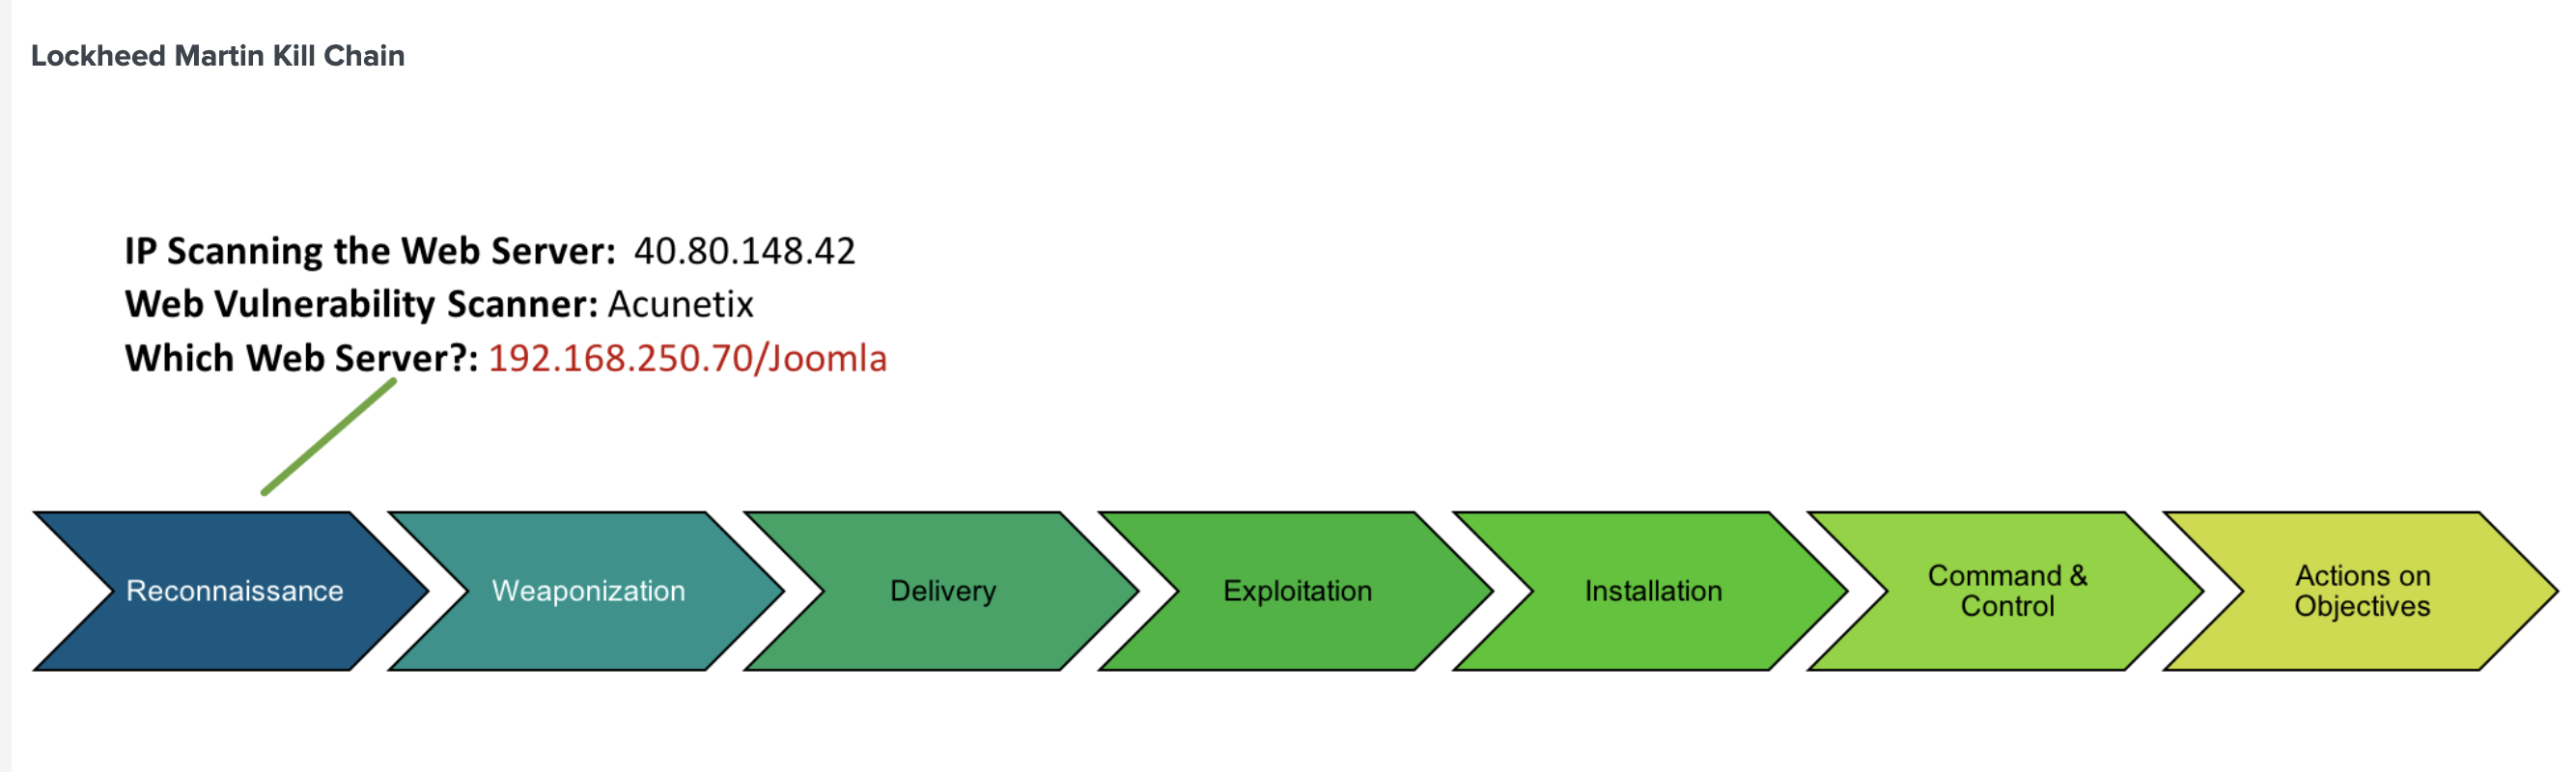 Lockheed Martin Kill Chain
IP Scanning the Web Server: 40.80.148.42
Web Vulnerability Scanner: Acunetix
Which Web Server?: 192.168.250.70/Joomla
Reconnaissance
Weaponization
Delivery
Exploitation
Installation
Command &
Control
Actions on
Objectives